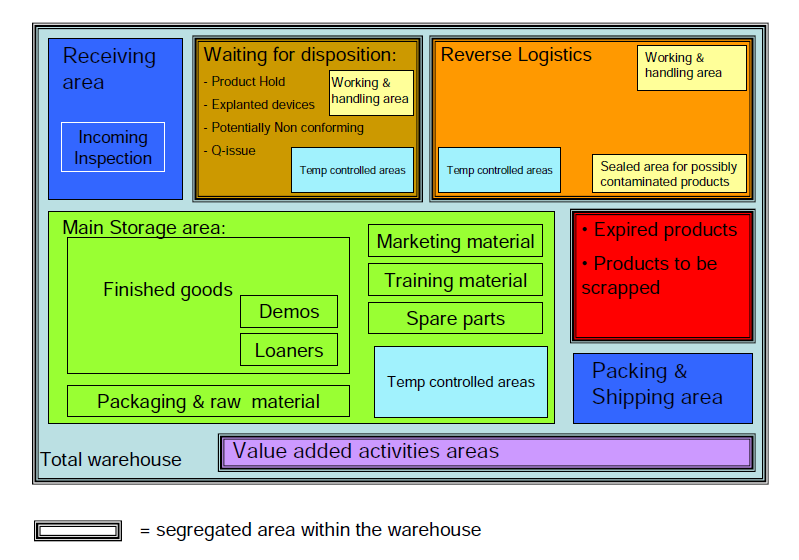 Receiving
area
Incoming
Inspection
Waiting for disposition:
- Product Hold
- Explanted devices
- Potentially Non conforming
- Q-issue
Working &
handling area
Temp controlled areas
Reverse Logistics
Working &
handling area
Temp controlled areas
Sealed area for possibly
contaminated products
Main Storage area:
Finished goods
Demos
Loaners
Packaging & raw material
Marketing material
Training material
Spare parts
Temp controlled areas
• Expired products
• Products to be
scrapped
Packing &
Shipping area
Total warehouse
Value added activities areas
= segregated area within the warehouse